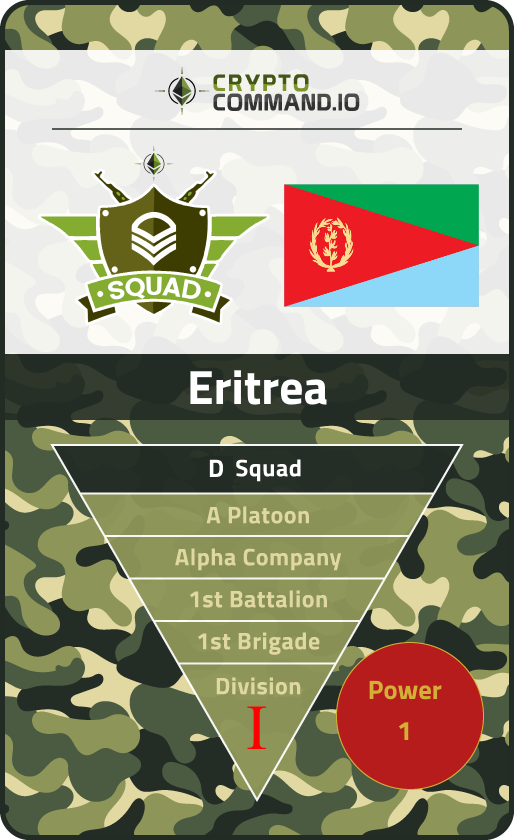 CRYPTO
COMMAND.IO
SQUAD
Eritrea
D Squad
A Platoon
Alpha Company
1st Battalion
1st Brigade
Division
I
Power
1